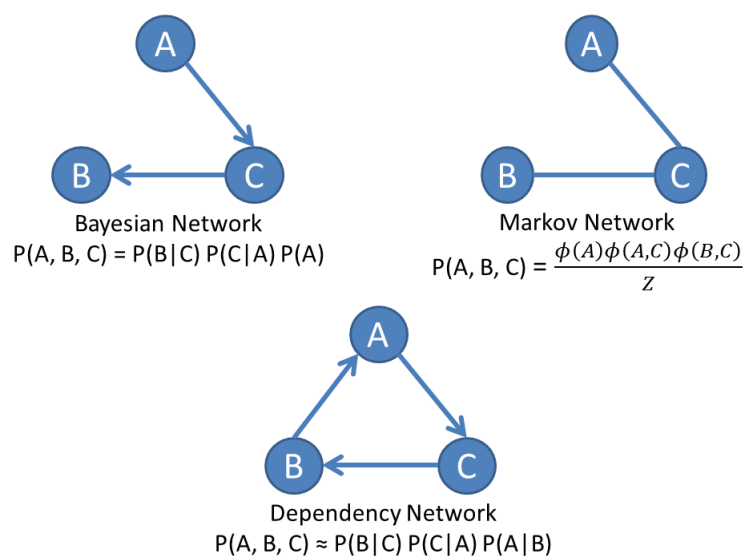 A
B
C
Bayesian Network
P(A, B, C) = P(B|C) P(C|A) P(A)
A
B
C
Markov Network
P(A, B, C) = ϕ(A)ϕ(A,C)ϕ(B,C)
Z
A
B
C
Dependency Network
P(A, B, C) ≈ P(B|C) P(C|A) P(A|B)